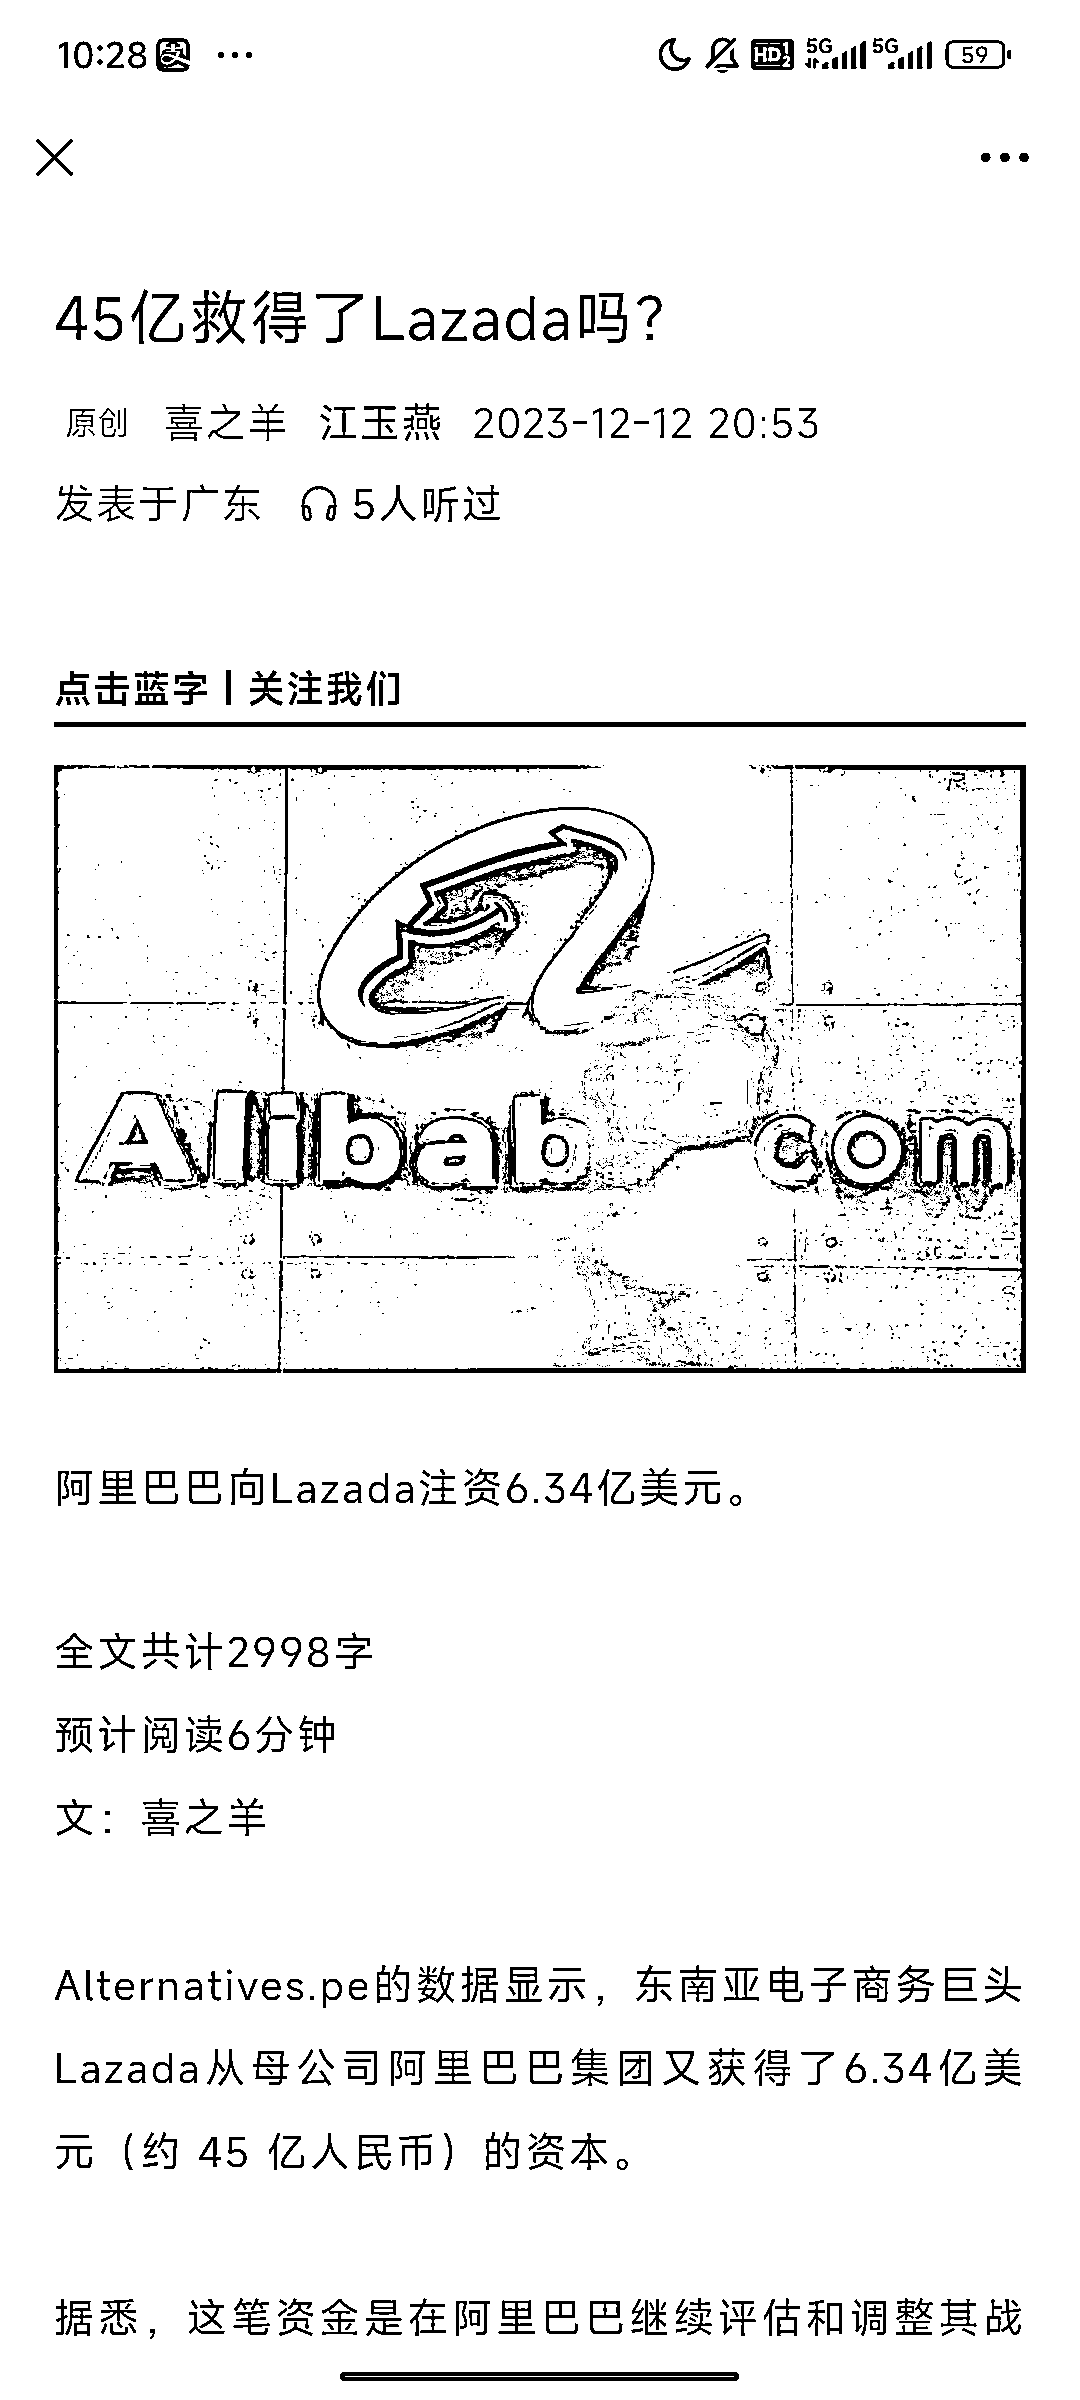 10:28 支 ···
HD 1 2 5G 5G 59
45亿救得了Lazada吗？
原创 喜之羊 江玉燕 2023-12-12 20:53
发表于广东 5人听过
点击蓝字 | 关注我们
Alibab com
阿里巴巴向Lazada注资6.34亿美元。
全文共计2998字
预计阅读6分钟
文：喜之羊
Alternatives.pe的数据显示，东南亚电子商务巨头
Lazada从母公司阿里巴巴集团又获得了6.34亿美
元（约 45 亿人民币）的资本。
据悉，这笔资金是在阿里巴巴继续评估和调整其战